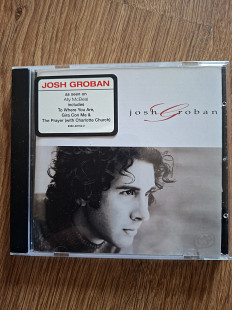 JOSH GROBAN
as seen on
Ally McBeal
includes
To Where You Are,
Gira Con Me &
The Prayer (with Charlotte Church)
josh Groban